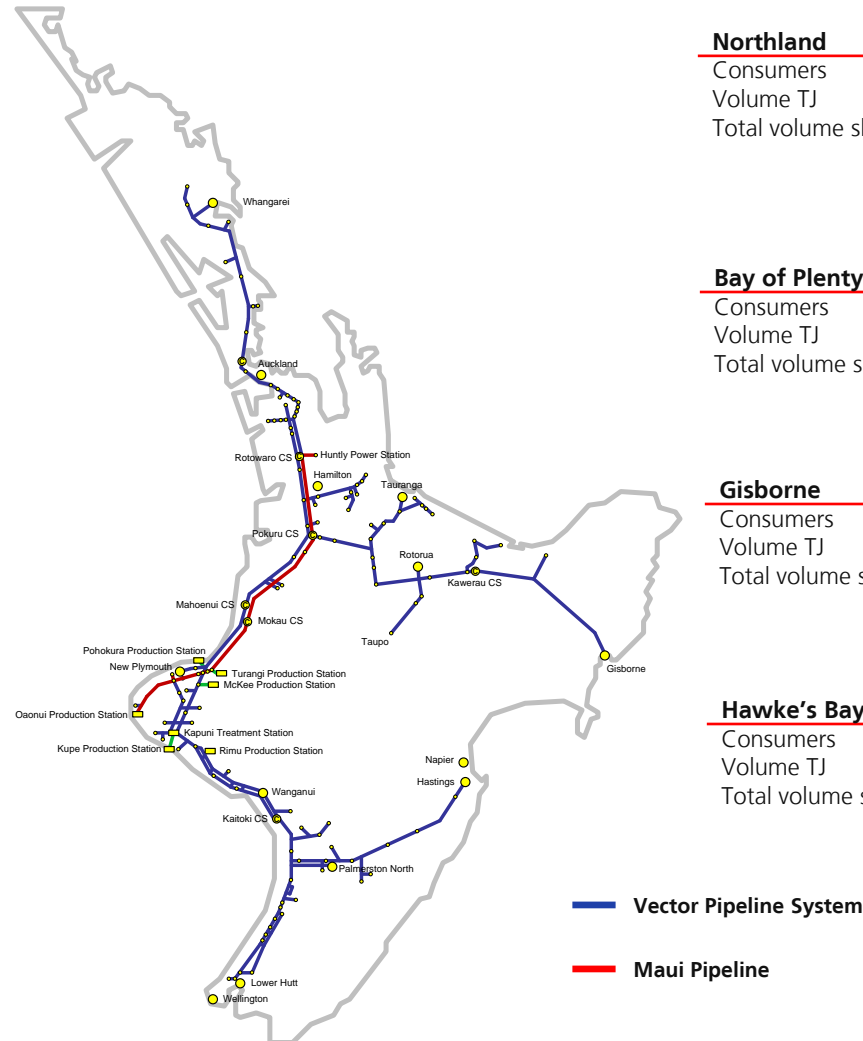 Northland
Consumers
Volume TJ
Total volume s
Whangarei
Bay of Plenty
Consumers
Volume TJ
Total volume s
Auckland
Rotowaro CS
Huntly Power Station
Hamilton
Tauranga
Gisborne
Consumers
Volume TJ
Total volume s
Pokuru CS
Rotorua
Kawerau CS
Mahoenui CS
Mokau CS
Taupo
Pohokura Production Station
New Plymouth
Gisborne
Turangi Production Station
McKee Production Station
Oaonui Production Station
Hawke’s Bay
Consumers
Volume TJ
Total volume s
Kapuni Treatment Station
Kupe Production Station
Rimu Production Station
Napier
Hastings
Wanganui
Kaitoki CS
Palmerston North
Vector Pipeline System
Maui Pipeline
Lower Hutt
Wellington